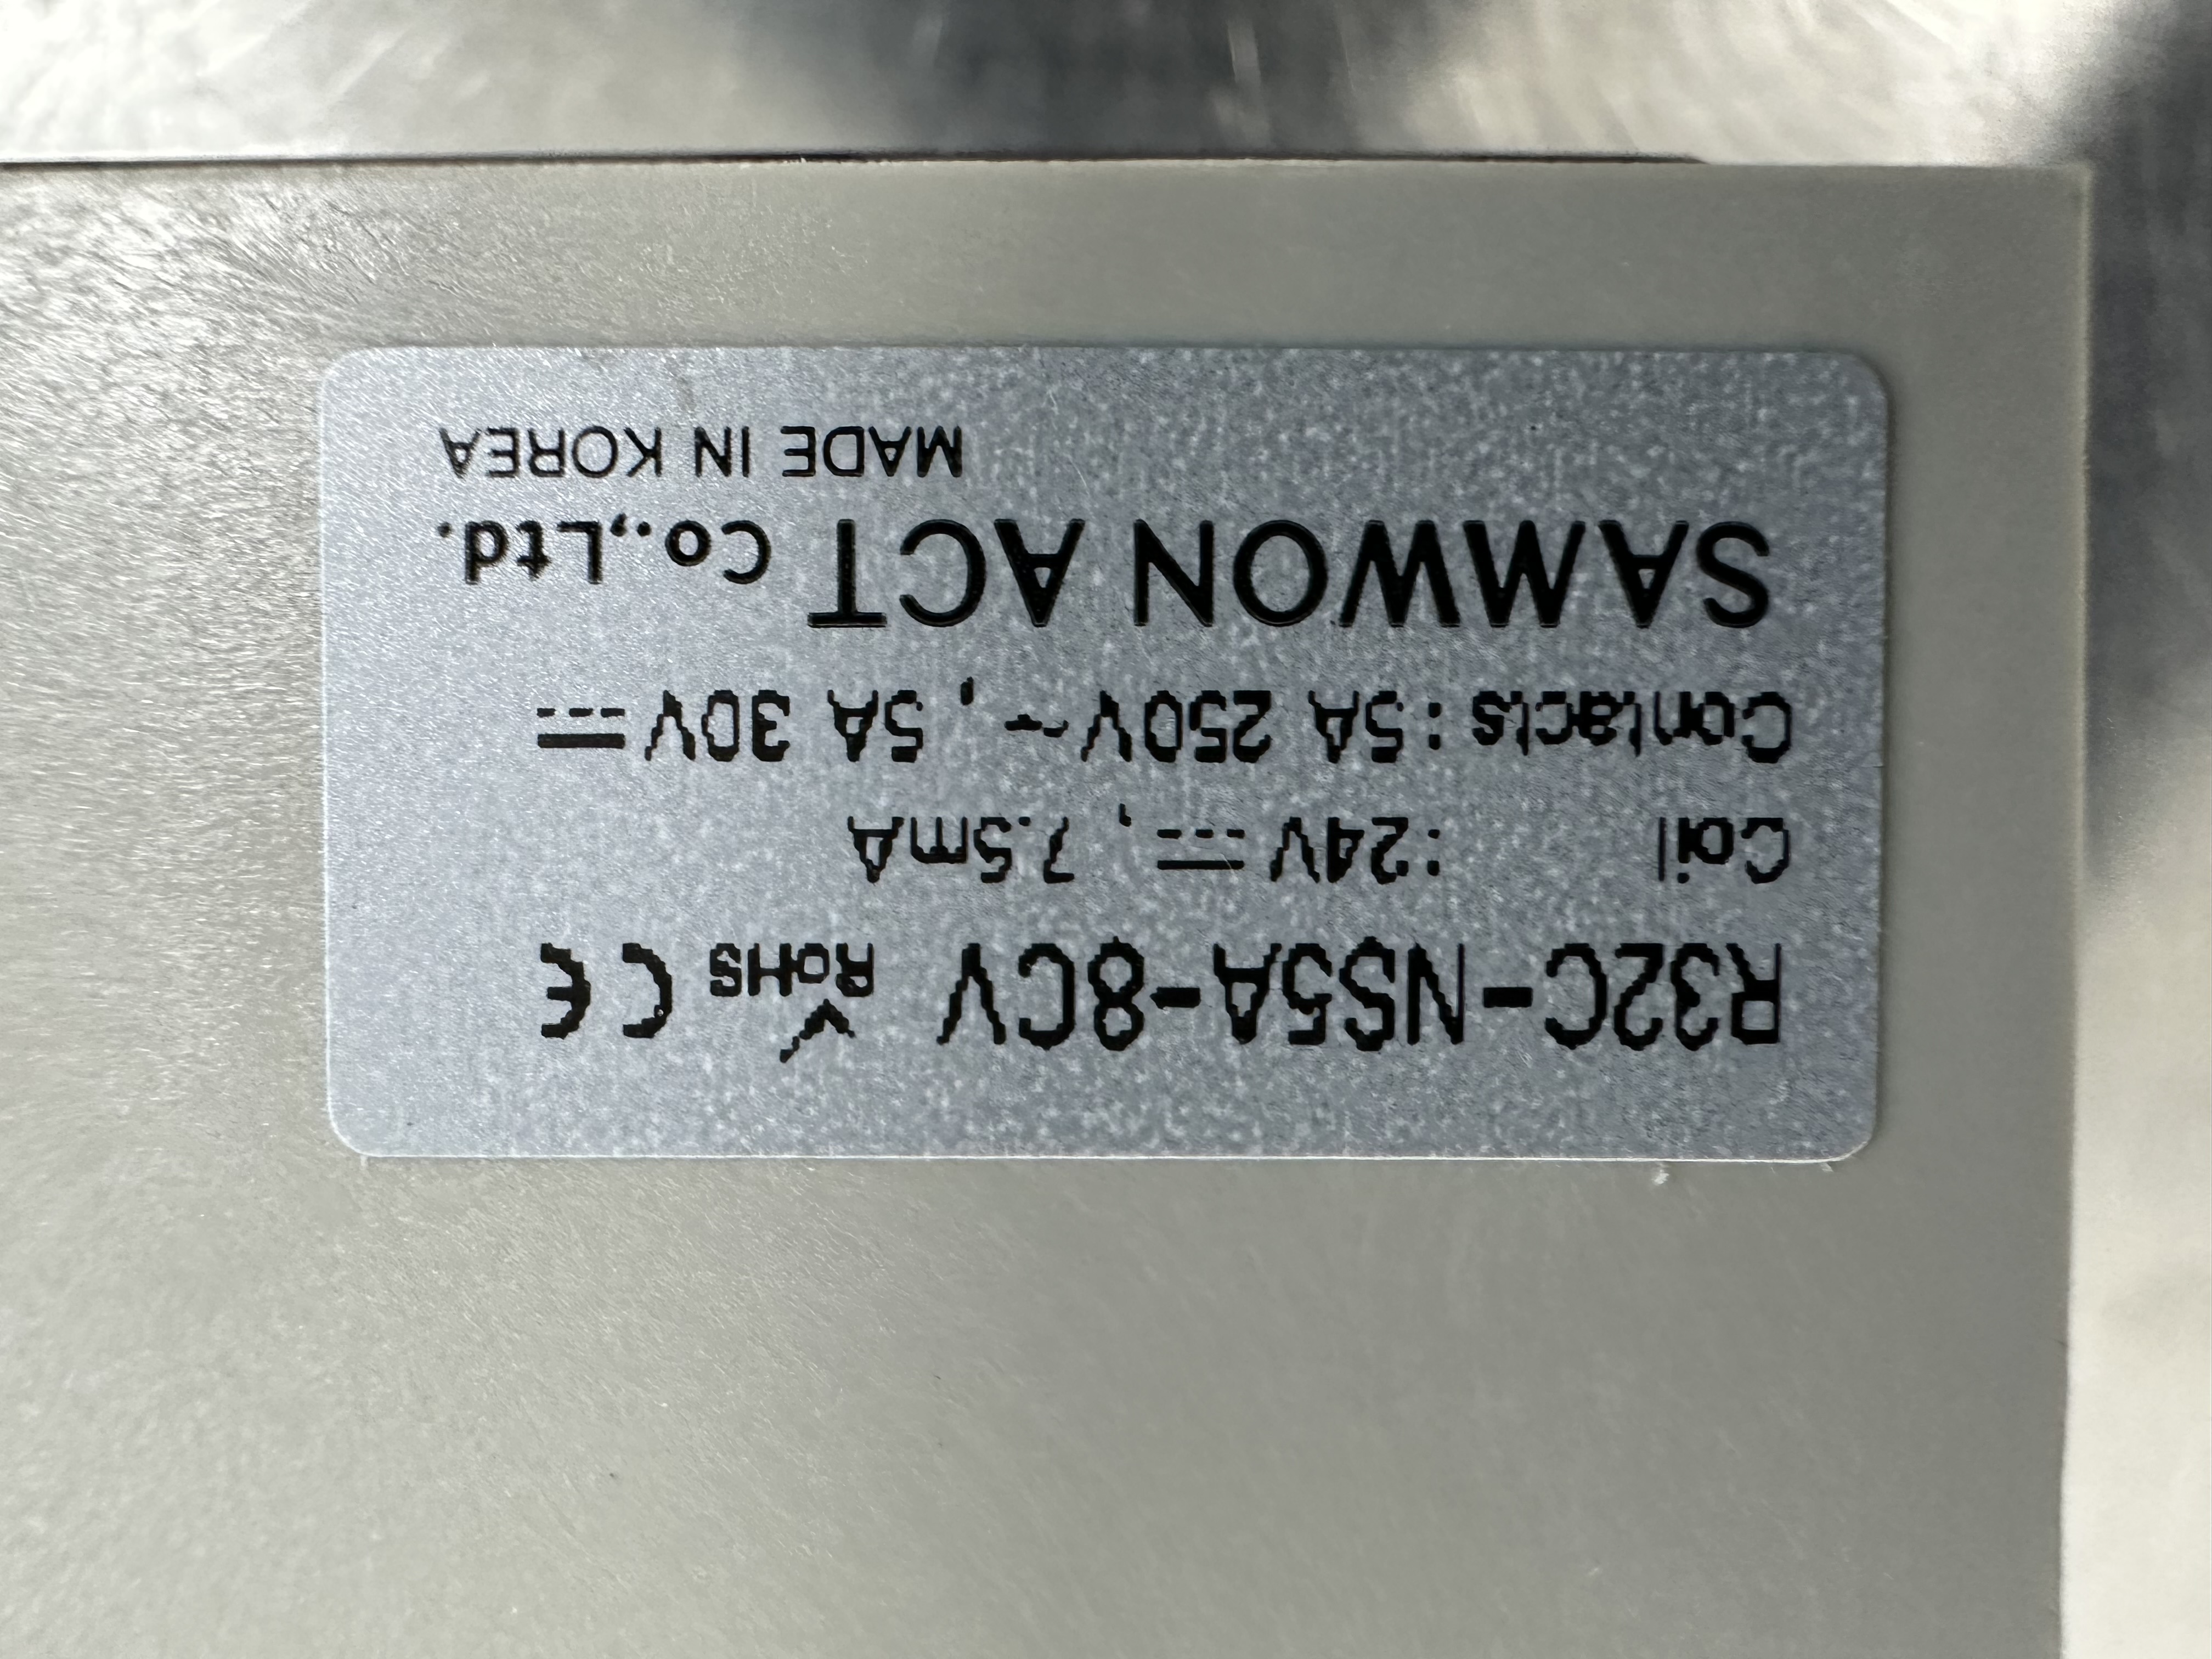 R32C-NS5A-8CV RoHS CE
Coil :24V⎓, 7.5mA
Contacts : 5A 250V~, 5A 30V⎓
SAMWON ACT Co.,Ltd.
MADE IN KOREA